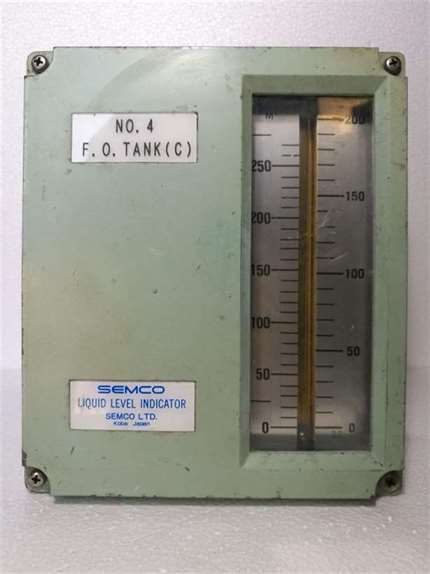 NO. 4
F. O. TANK(C)
SEMCO
LIQUID LEVEL INDICATOR
SEMCO LTD.
Kobe Japan
M
250
200
150
100
50
0
200
150
100
50
0